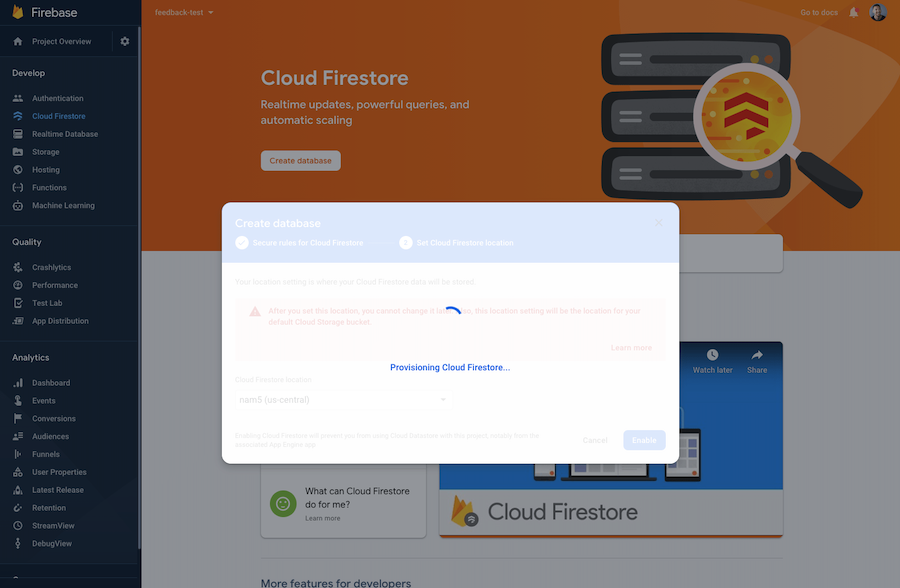 Firebase
Project Overview
Develop
Authentication
Cloud Firestore
Realtime Database
Storage
Hosting
Functions
Machine Learning
Quality
Crashlytics
Performance
Test Lab
App Distribution
Analytics
Dashboard
Events
Conversions
Audiences
Funnels
User Properties
Latest Release
Retention
StreamView
DebugView
feedback-test
Go to docs
Cloud Firestore
Realtime updates, powerful queries, and
automatic scaling
Create database
Create database
Secure rules for Cloud Firestore
2
Set Cloud Firestore location
Your location setting is where your Cloud Firestore data will be stored.
After you set this location, you cannot change it later. Also, this location setting will be the location for your
default Cloud Storage bucket.
Learn more
Provisioning Cloud Firestore...
Cloud Firestore location
nam5 (us-central)
Enabling Cloud Firestore will prevent you from using Cloud Datastore with this project, notably from the
associated App Engine app
Cancel
Enable
Watch later
Share
What can Cloud Firestore
do for me?
Learn more
Cloud Firestore
More features for developers